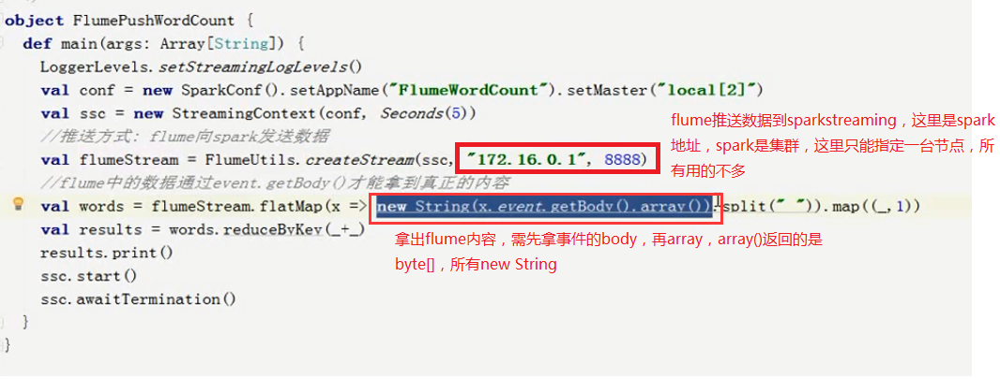 object FlumePushWordCount {
def main(args: Array[String]) {
LoggerLevels.setStreamingLogLevels()
val conf = new SparkConf().setAppName("FlumeWordCount").setMaster("local[2]")
val ssc = new StreamingContext(conf, Seconds(5))
//推送方式: flume向spark发送数据
val flumeStream = FlumeUtils.createStream(ssc, "172.16.0.1", 8888)
flume推送数据到sparkstreaming，这里是spark
地址，spark是集群，这里只能指定一台节点，所
有用的不多
//flume中的数据通过event.getBody()才能拿到真正的内容
val words = flumeStream.flatMap(x => new String(x.event.getBody().array()).split(" ")).map((_,1))
val results = words.reduceByKey(_+_)
拿出flume内容，需先拿事件的body，再array，array()返回的是
byte[]，所有new String
results.print()
ssc.start()
ssc.awaitTermination()
}
}